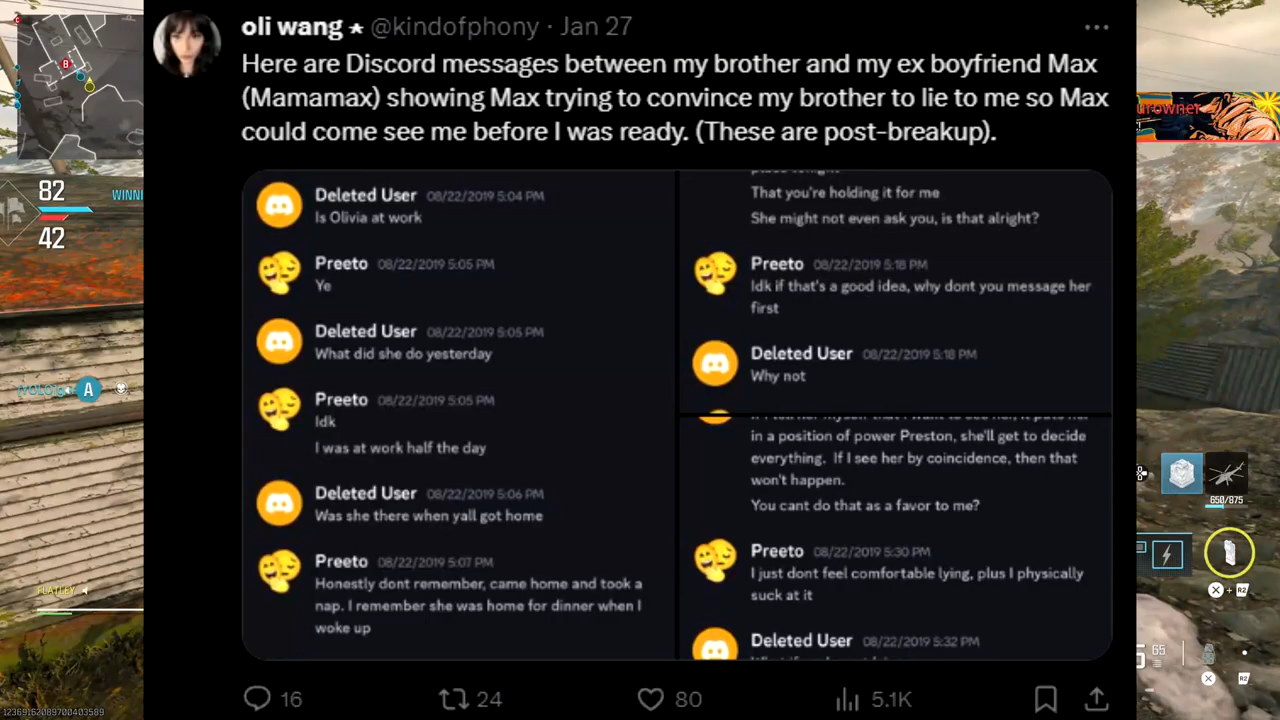 oli wang ★ @kindofphony · Jan 27
Here are Discord messages between my brother and my ex boyfriend Max
(Mamamax) showing Max trying to convince my brother to lie to me so Max
could come see me before I was ready. (These are post-breakup).
Deleted User 08/22/2019 5:04 PM
Is Olivia at work
Preeto 08/22/2019 5:05 PM
Ye
Deleted User 08/22/2019 5:05 PM
What did she do yesterday
Preeto 08/22/2019 5:05 PM
Idk
I was at work half the day
Deleted User 08/22/2019 5:06 PM
Was she there when yall got home
Preeto 08/22/2019 5:07 PM
Honestly dont remember, came home and took a
nap. I remember she was home for dinner when I
woke up
That you're holding it for me
She might not even ask you, is that alright?
Preeto 08/22/2019 5:18 PM
Idk if that's a good idea, why dont you message her
first
Deleted User 08/22/2019 5:18 PM
Why not
in a position of power Preston, she'll get to decide
everything. If I see her by coincidence, then that
won't happen.
You cant do that as a favor to me?
Preeto 08/22/2019 5:30 PM
I just dont feel comfortable lying, plus I physically
suck at it
Deleted User 08/22/2019 5:32 PM
16
24
80
5.1K
B
82
WINNI
42
A
FLATLEY
12369162089700403589
urowner
650/875
X + R2
65
X
R2